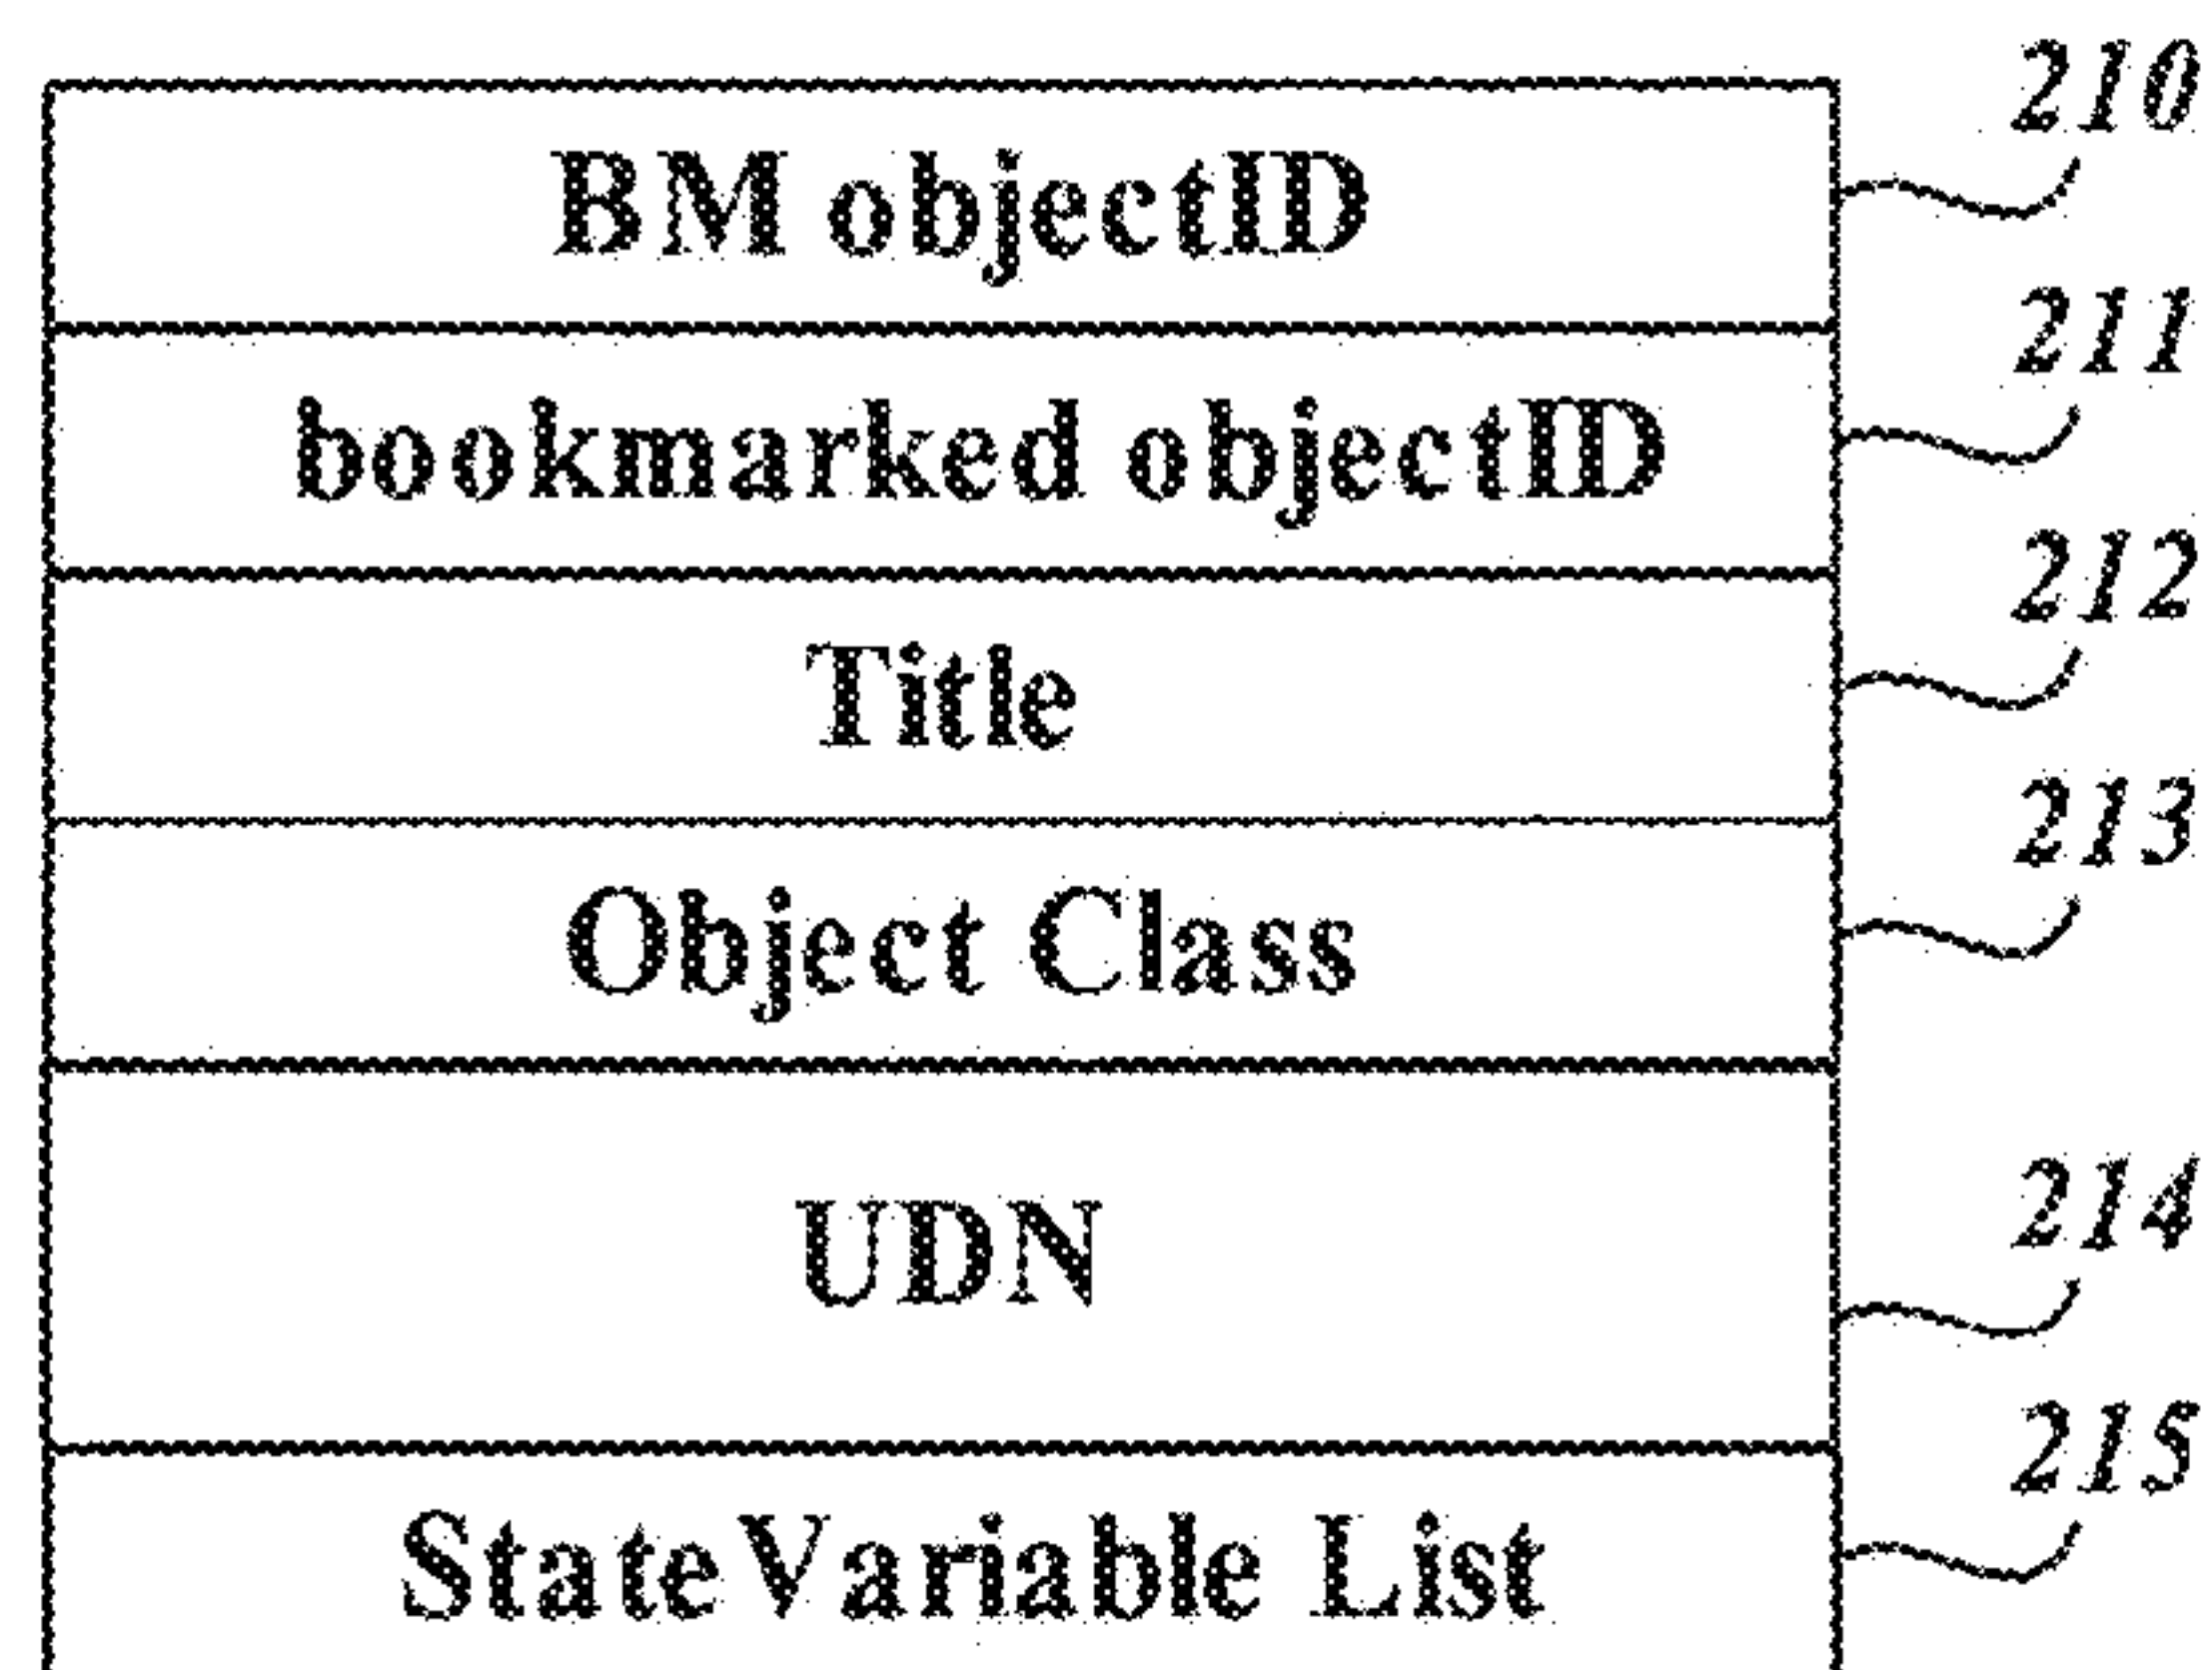 210
BM objectID
211
bookmarked objectID
212
Title
213
Object Class
214
UDN
215
StateVariable List